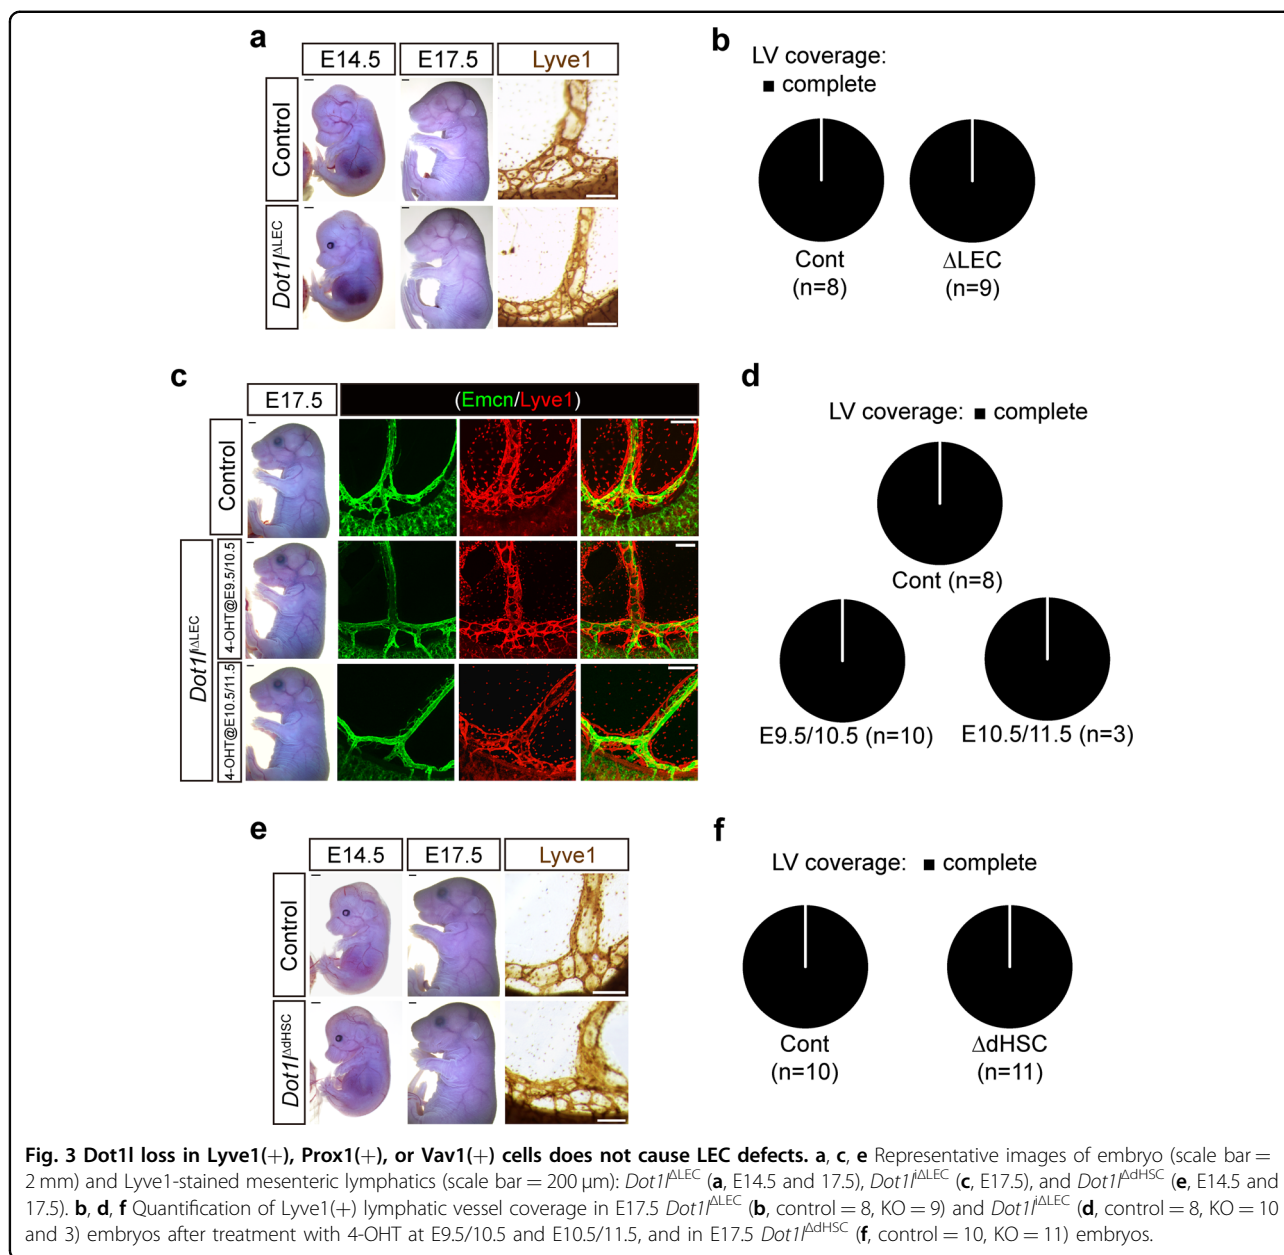 a
E14.5 E17.5 Lyve1
Control
Dot1l^ΔLEC
b
LV coverage:
■ complete
Cont
(n=8)
ΔLEC
(n=9)
c
E17.5 (Emcn/Lyve1)
Control
Dot1l^iΔLEC
4-OHT@E9.5/10.5
4-OHT@E10.5/11.5
d
LV coverage: ■ complete
Cont (n=8)
E9.5/10.5 (n=10) E10.5/11.5 (n=3)
e
E14.5 E17.5 Lyve1
Control
Dot1l^ΔdHSC
f
LV coverage: ■ complete
Cont
(n=10)
ΔdHSC
(n=11)
Fig. 3 Dot1l loss in Lyve1(+), Prox1(+), or Vav1(+) cells does not cause LEC defects. a, c, e Representative images of embryo (scale bar =
2 mm) and Lyve1-stained mesenteric lymphatics (scale bar = 200 μm): Dot1l^ΔLEC (a, E14.5 and 17.5), Dot1l^iΔLEC (c, E17.5), and Dot1l^ΔdHSC (e, E14.5 and
17.5). b, d, f Quantification of Lyve1(+) lymphatic vessel coverage in E17.5 Dot1l^ΔLEC (b, control = 8, KO = 9) and Dot1l^iΔLEC (d, control = 8, KO = 10
and 3) embryos after treatment with 4-OHT at E9.5/10.5 and E10.5/11.5, and in E17.5 Dot1l^ΔdHSC (f, control = 10, KO = 11) embryos.